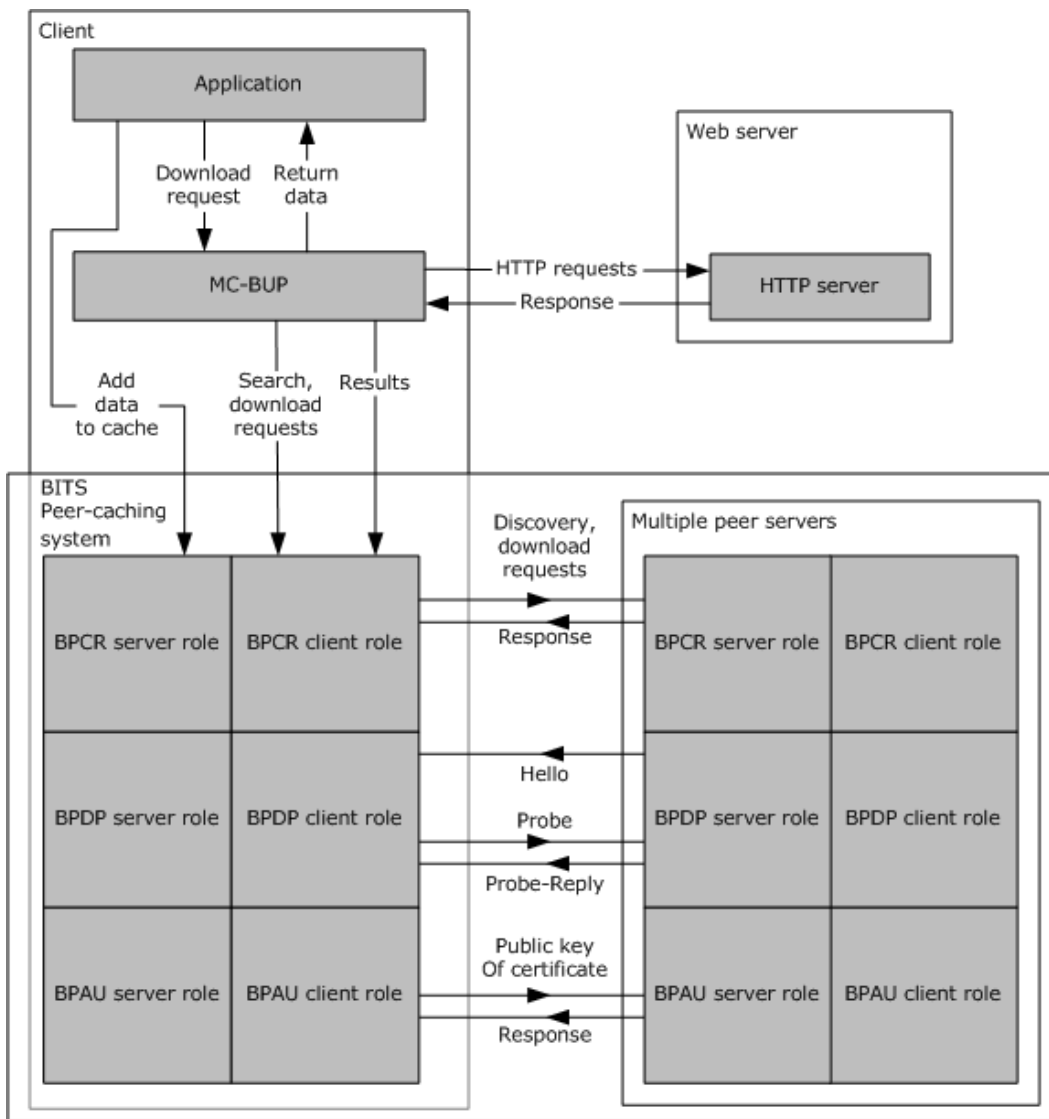 Client
Application
Download
request
Return
data
Web server
MC-BUP
HTTP requests
Response
HTTP server
Add
data
to cache
Search,
download
requests
Results
BITS
Peer-caching
system
Discovery,
download
requests
Response
Multiple peer servers
BPCR server role
BPCR client role
BPCR server role
BPCR client role
Hello
BPDP server role
BPDP client role
Probe
Probe-Reply
BPDP server role
BPDP client role
Public key
Of certificate
BPAU server role
BPAU client role
Response
BPAU server role
BPAU client role